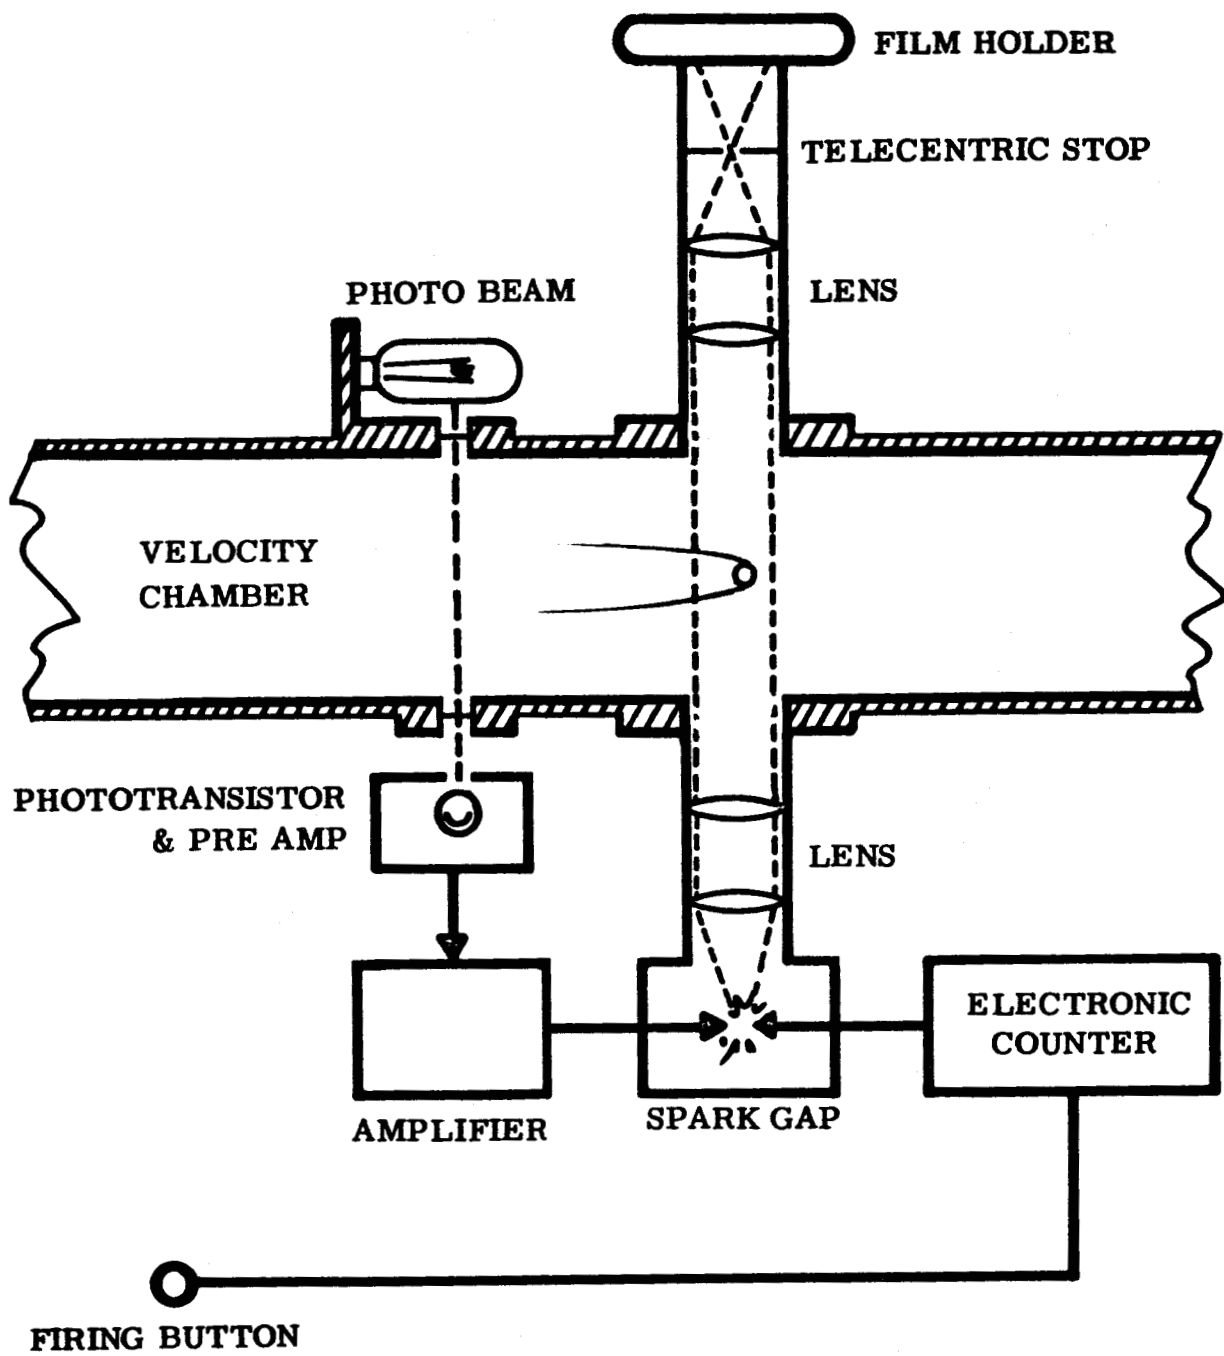 FILM HOLDER
TELECENTRIC STOP
PHOTO BEAM
LENS
VELOCITY
CHAMBER
PHOTOTRANSISTOR
& PRE AMP
LENS
ELECTRONIC
COUNTER
AMPLIFIER
SPARK GAP
FIRING BUTTON